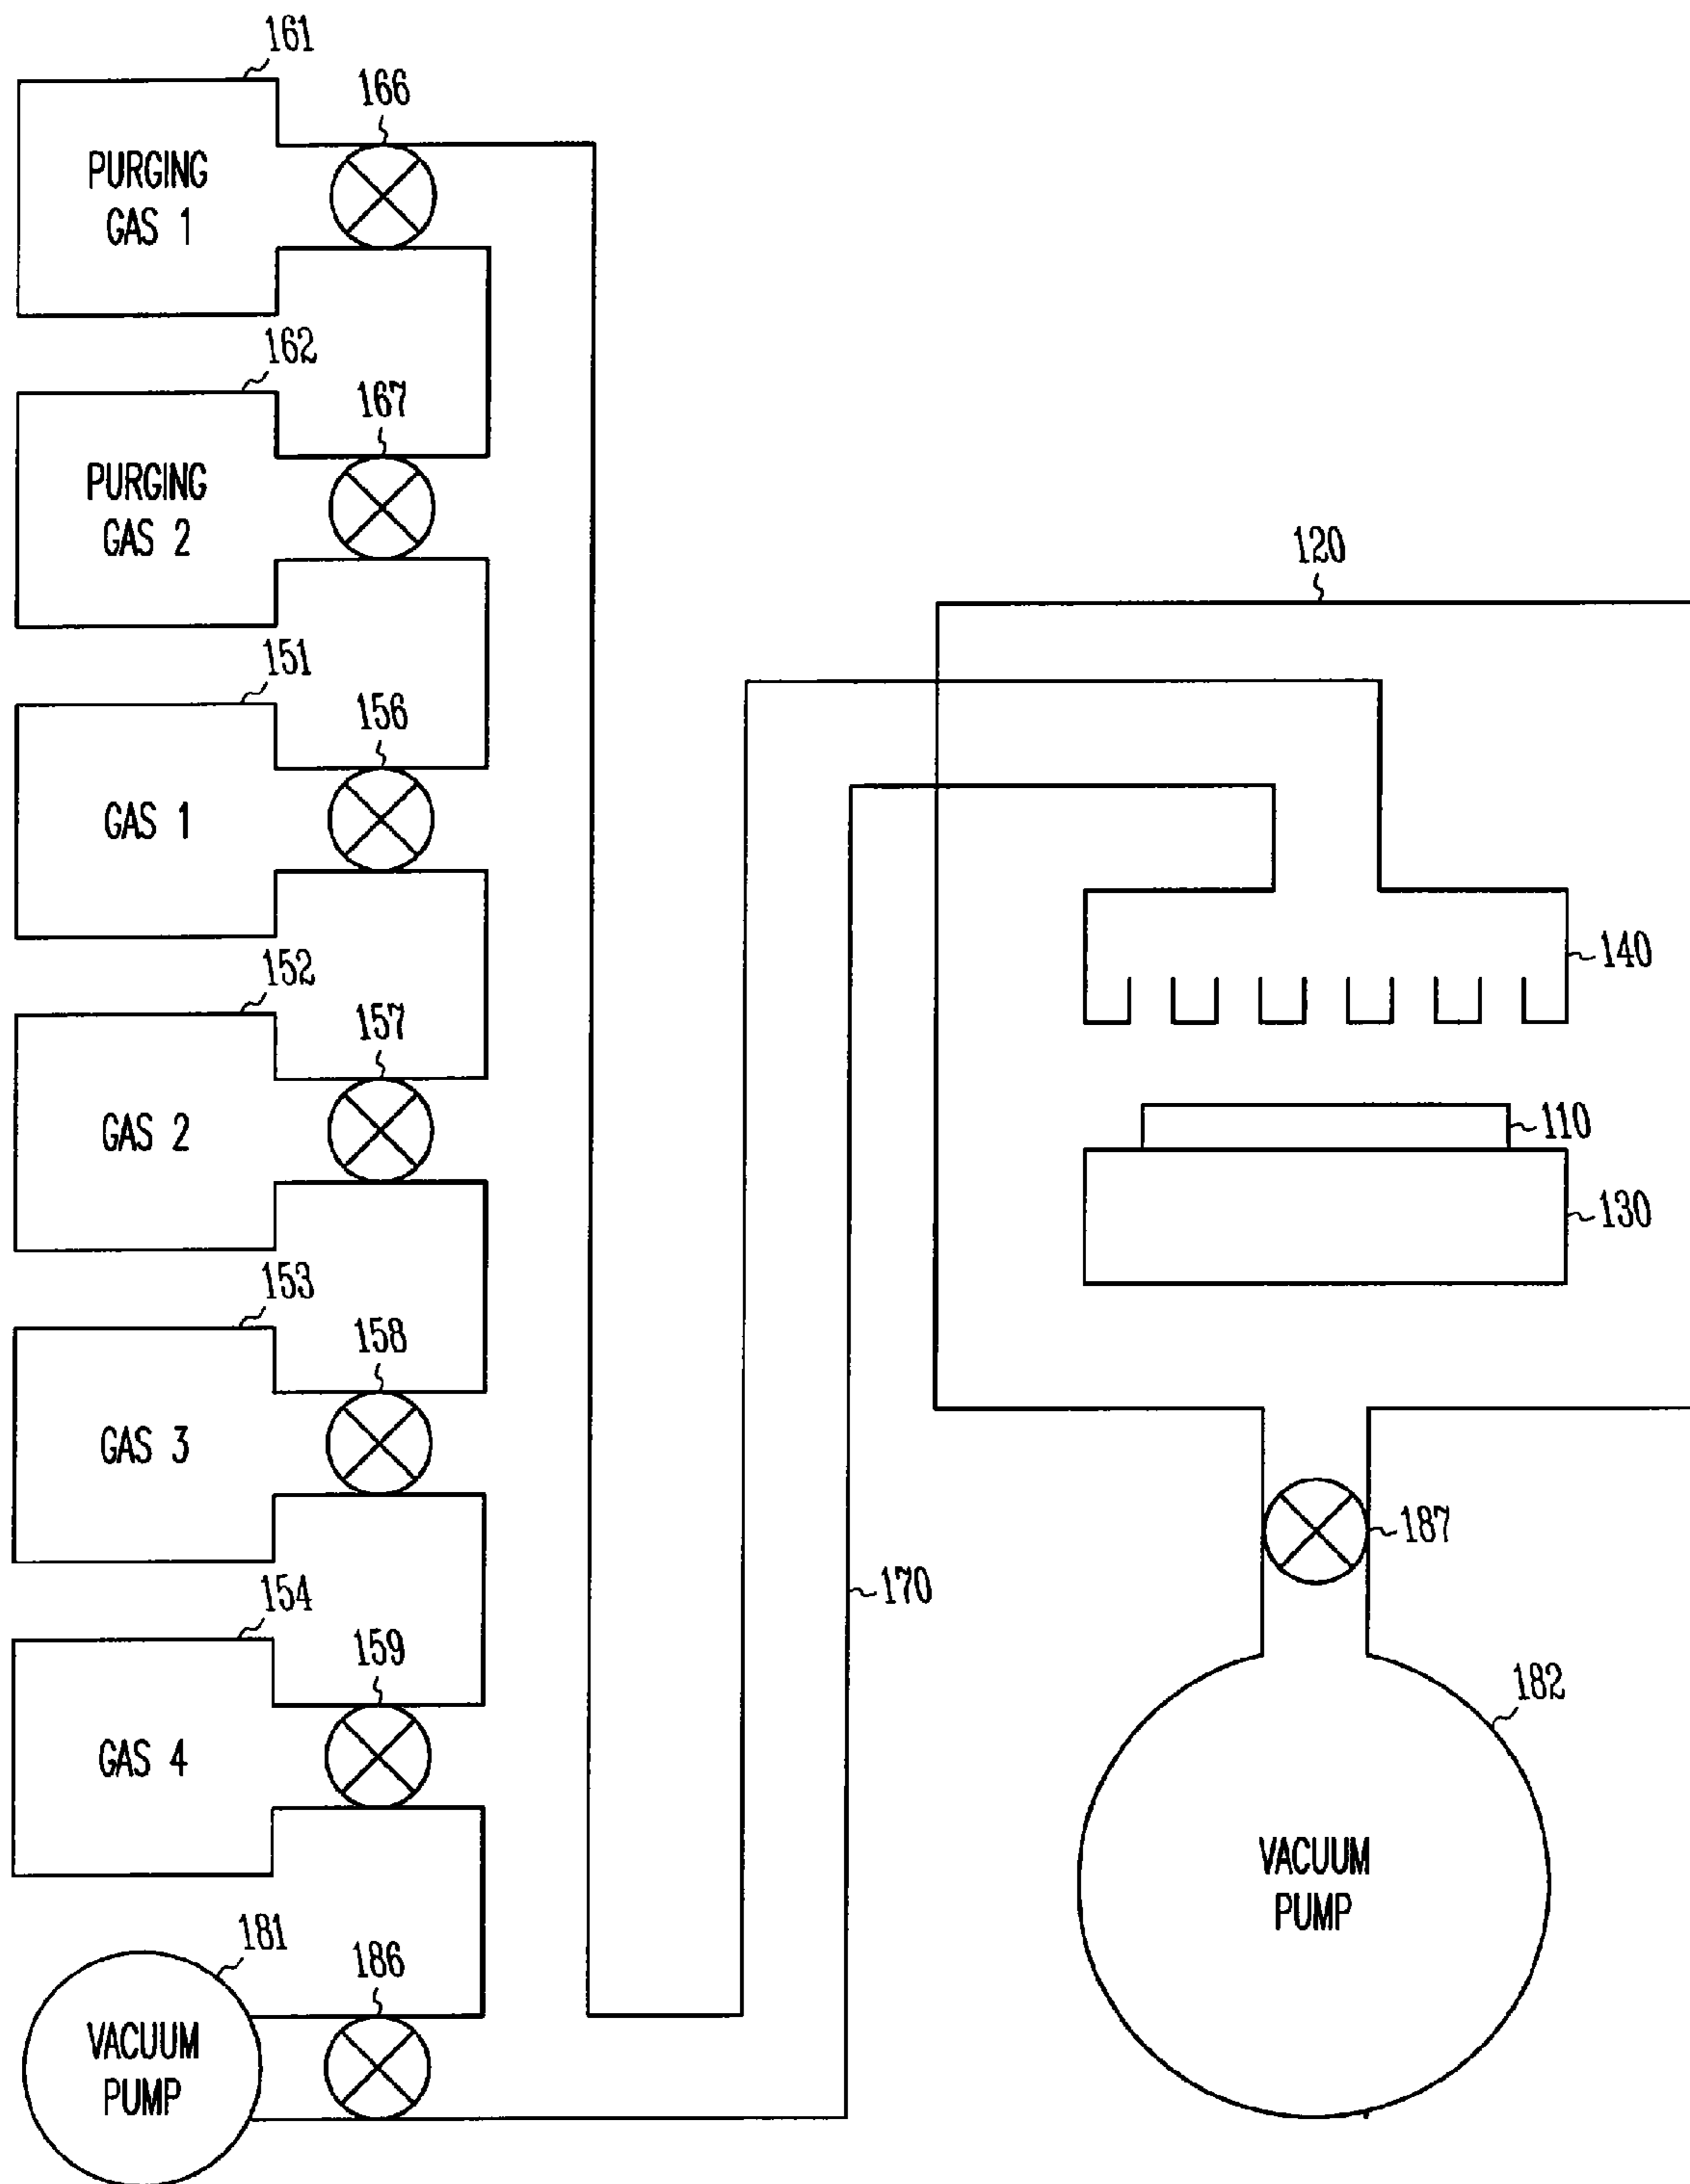 161
166
PURGING
GAS 1
162
167
PURGING
GAS 2
120
151
156
GAS 1
140
152
157
GAS 2
110
130
153
158
GAS 3
187
170
154
159
GAS 4
182
VACUUM
PUMP
181
186
VACUUM
PUMP